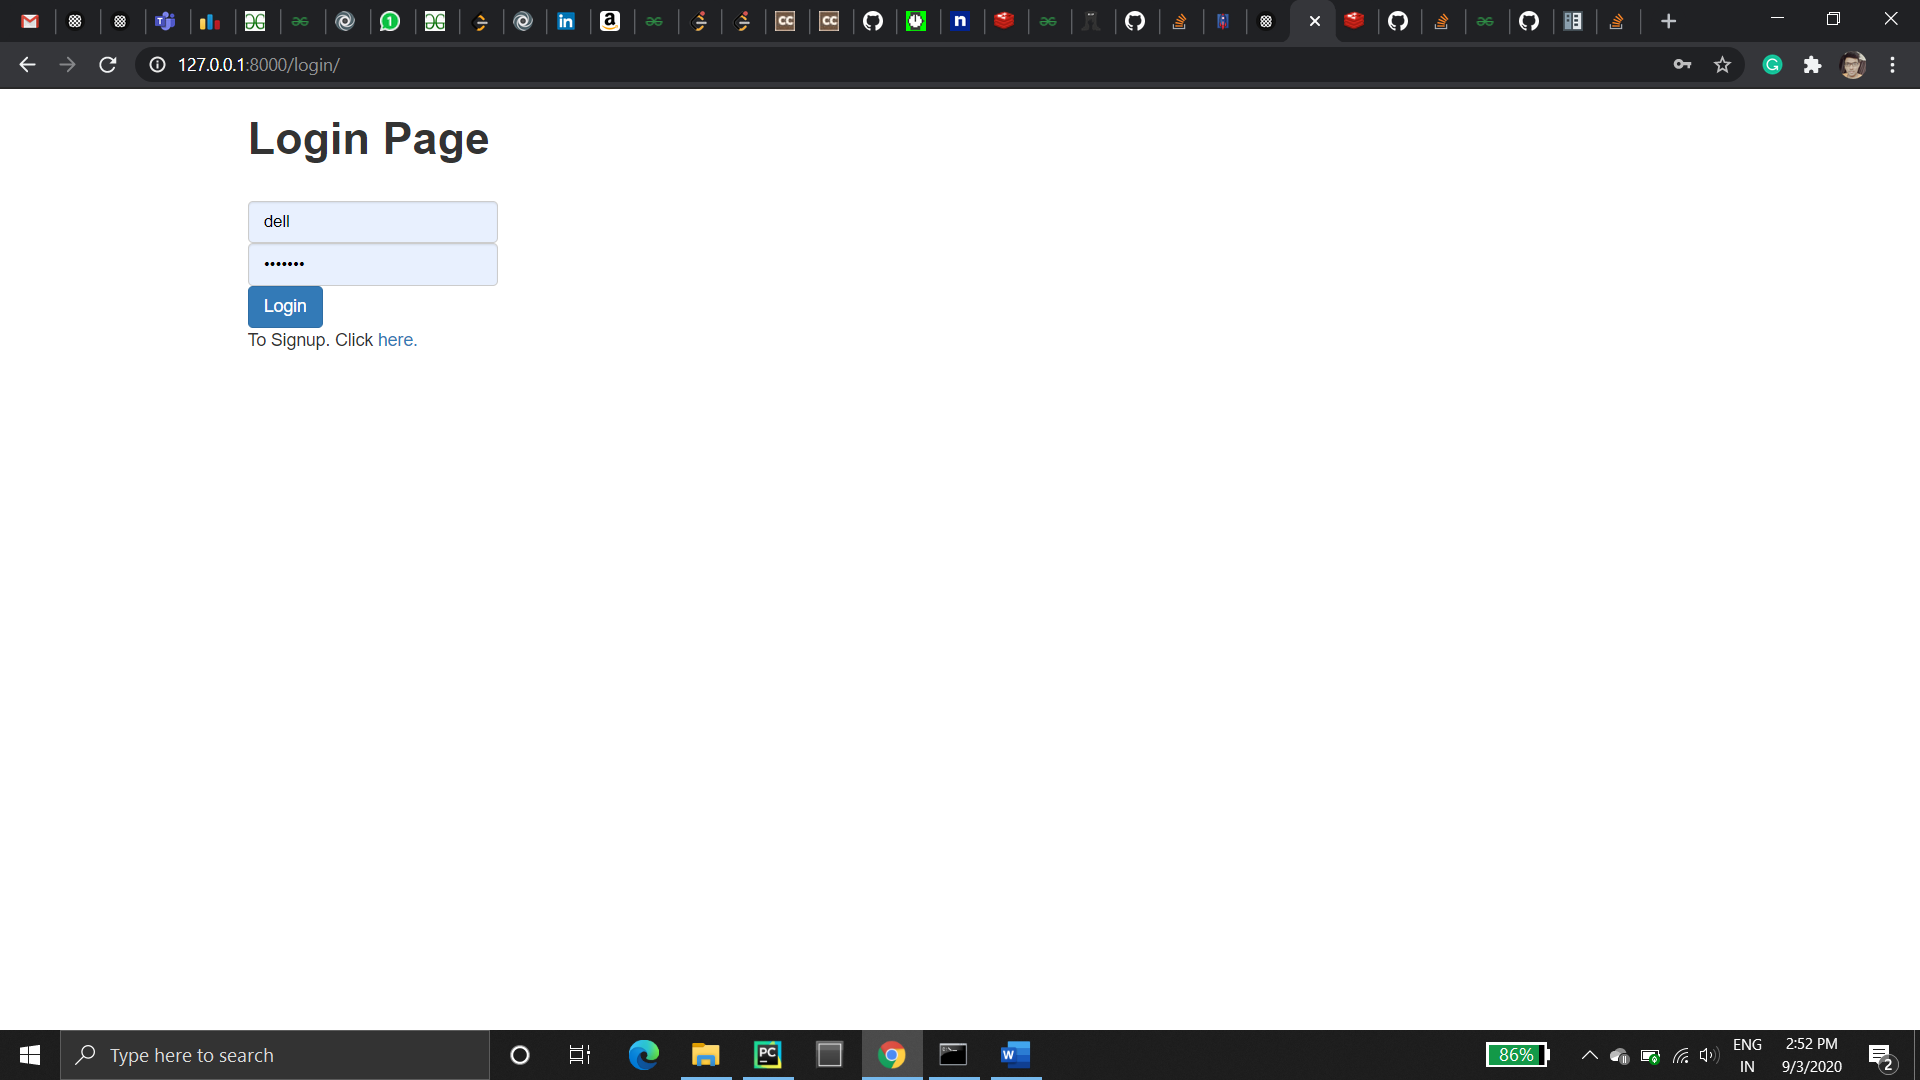 127.0.0.1:8000/login/
Login Page
dell
•••••••
Login
To Signup. Click here.
Type here to search
86%
ENG
IN
2:52 PM
9/3/2020
2